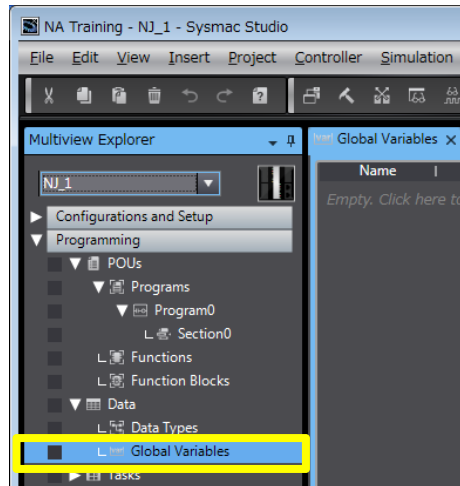 NA Training - NJ_1 - Sysmac Studio
File Edit View Insert Project Controller Simulation
Multiview Explorer
Global Variables
NJ_1
Name
Empty. Click here to
Configurations and Setup
Programming
POUs
Programs
Program0
Section0
Functions
Function Blocks
Data
Data Types
Global Variables
Tasks